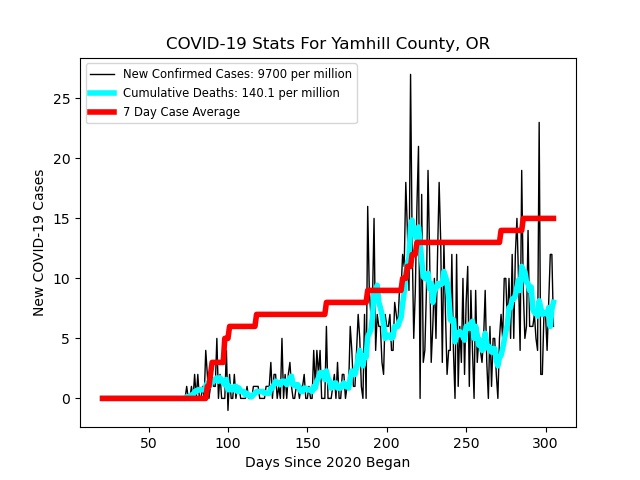 COVID-19 Stats For Yamhill County, OR
New Confirmed Cases: 9700 per million
Cumulative Deaths: 140.1 per million
7 Day Case Average
New COVID-19 Cases
25
20
15
10
5
0
50 100 150 200 250 300
Days Since 2020 Began